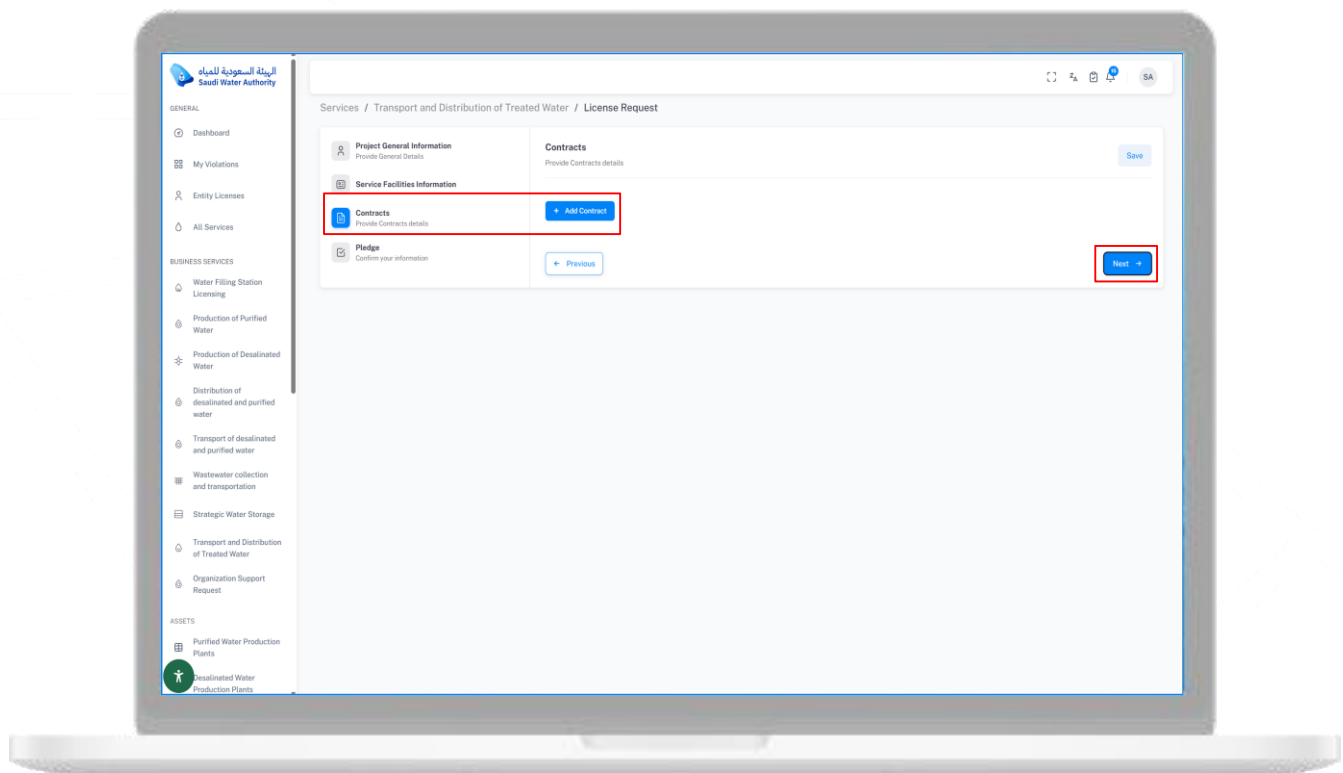 الهيئة السعودية للمياه
Saudi Water Authority
GENERAL
Dashboard
My Violations
Entity Licenses
All Services
BUSINESS SERVICES
Water Filling Station
Licensing
Production of Purified
Water
Production of Desalinated
Water
Distribution of
desalinated and purified
water
Transport of desalinated
and purified water
Wastewater collection
and transportation
Strategic Water Storage
Transport and Distribution
of Treated Water
Organization Support
Request
ASSETS
Purified Water Production
Plants
Desalinated Water
Production Plants
SA
Services / Transport and Distribution of Treated Water / License Request
Project General Information
Provide General Details
Service Facilities Information
Contracts
Provide Contracts details
Pledge
Confirm your information
Contracts
Provide Contracts details
Save
+ Add Contract
← Previous
Next →